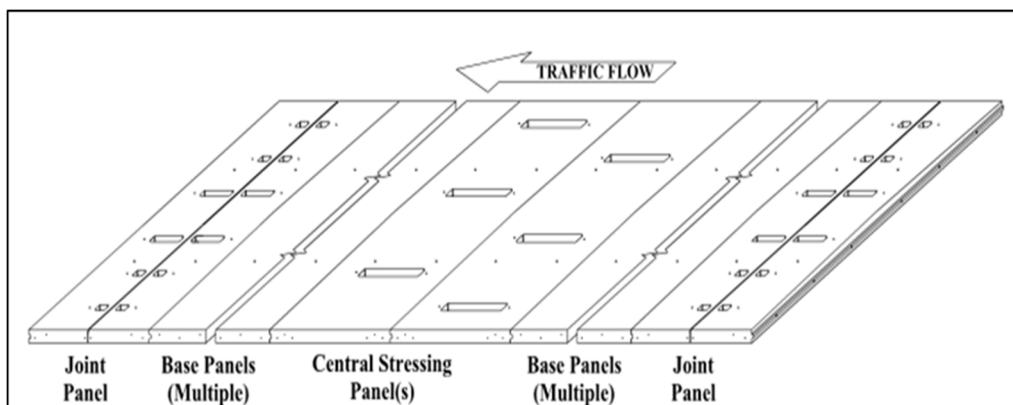 TRAFFIC FLOW
Joint
Panel
Base Panels
(Multiple)
Central Stressing
Panel(s)
Base Panels
(Multiple)
Joint
Panel